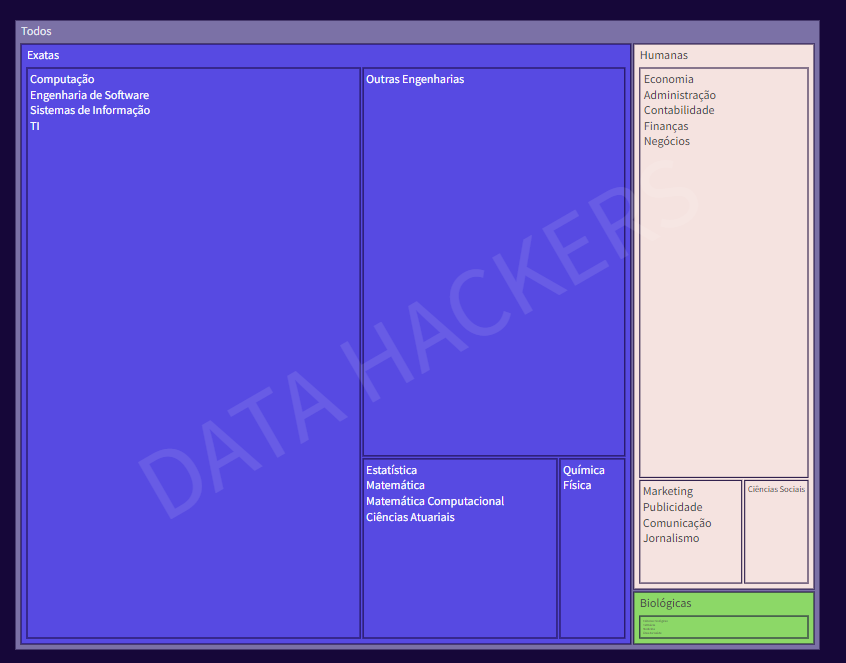 Todos
Exatas
Computação
Engenharia de Software
Sistemas de Informação
TI
Outras Engenharias
Estatística
Matemática
Matemática Computacional
Ciências Atuariais
Química
Física
Humanas
Economia
Administração
Contabilidade
Finanças
Negócios
Marketing
Publicidade
Comunicação
Jornalismo
Ciências Sociais
Biológicas
DATA HACKERS